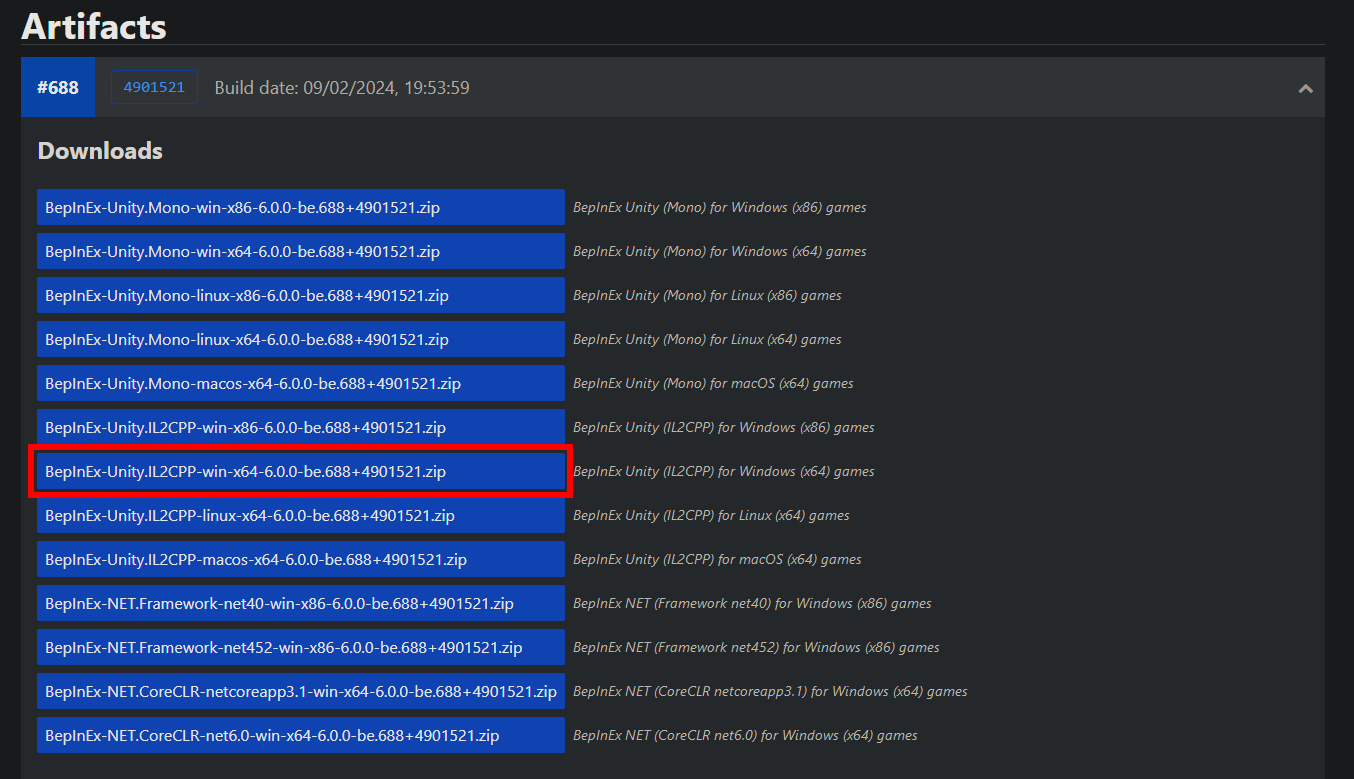 Artifacts
#688 4901521 Build date: 09/02/2024, 19:53:59
Downloads
BepInEx-Unity.Mono-win-x86-6.0.0-be.688+4901521.zip BepInEx Unity (Mono) for Windows (x86) games
BepInEx-Unity.Mono-win-x64-6.0.0-be.688+4901521.zip BepInEx Unity (Mono) for Windows (x64) games
BepInEx-Unity.Mono-linux-x86-6.0.0-be.688+4901521.zip BepInEx Unity (Mono) for Linux (x86) games
BepInEx-Unity.Mono-linux-x64-6.0.0-be.688+4901521.zip BepInEx Unity (Mono) for Linux (x64) games
BepInEx-Unity.Mono-macos-x64-6.0.0-be.688+4901521.zip BepInEx Unity (Mono) for macOS (x64) games
BepInEx-Unity.IL2CPP-win-x86-6.0.0-be.688+4901521.zip BepInEx Unity (IL2CPP) for Windows (x86) games
BepInEx-Unity.IL2CPP-win-x64-6.0.0-be.688+4901521.zip BepInEx Unity (IL2CPP) for Windows (x64) games
BepInEx-Unity.IL2CPP-linux-x64-6.0.0-be.688+4901521.zip BepInEx Unity (IL2CPP) for Linux (x64) games
BepInEx-Unity.IL2CPP-macos-x64-6.0.0-be.688+4901521.zip BepInEx Unity (IL2CPP) for macOS (x64) games
BepInEx-NET.Framework-net40-win-x86-6.0.0-be.688+4901521.zip BepInEx NET (Framework net40) for Windows (x86) games
BepInEx-NET.Framework-net452-win-x86-6.0.0-be.688+4901521.zip BepInEx NET (Framework net452) for Windows (x86) games
BepInEx-NET.CoreCLR-netcoreapp3.1-win-x64-6.0.0-be.688+4901521.zip BepInEx NET (CoreCLR netcoreapp3.1) for Windows (x64) games
BepInEx-NET.CoreCLR-net6.0-win-x64-6.0.0-be.688+4901521.zip BepInEx NET (CoreCLR net6.0) for Windows (x64) games